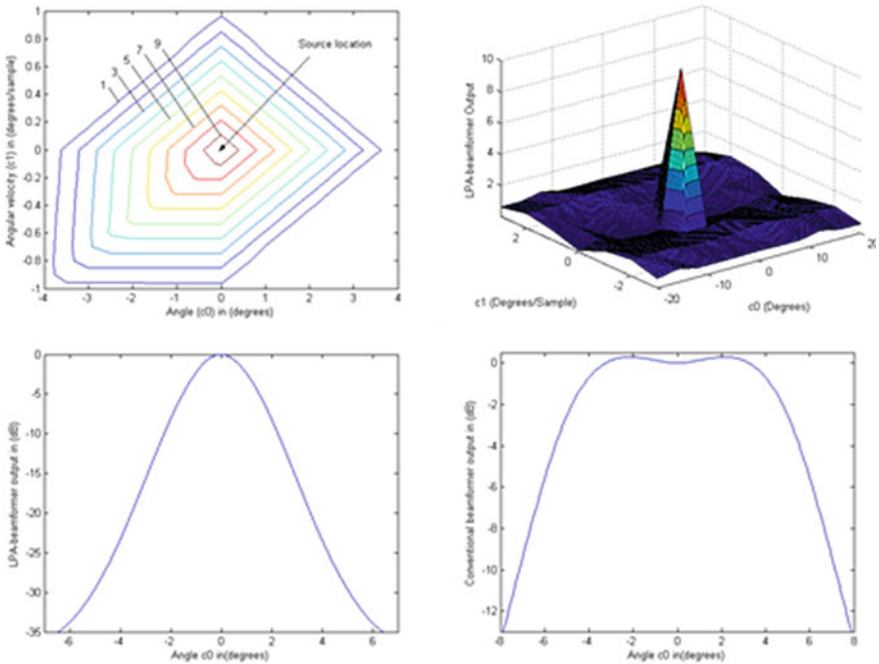 1
0.8
0.6
0.4
0.2
0
-0.2
-0.4
-0.6
-0.8
-1
-4 -3 -2 -1 0 1 2 3 4
Angle (c0) in (degrees)
Angular velocity (c1) in (degrees/sample)
1 3 5 7 9
Source location
10
8
6
4
2
LPA-beamformer Output
2
0
-2
c1 (Degrees/Sample)
-20 -10 0 10 50
c0 (Degrees)
0
-5
-10
-15
-20
-25
-30
-35
-6 -4 -2 0 2 4 6
Angle c0 in(degrees)
LPA-beamformer output in (dB)
0
-2
-4
-6
-8
-10
-12
-8 -6 -4 -2 0 2 4 6 8
Angle c0 in(degrees)
Conventional beamformer output in (dB)